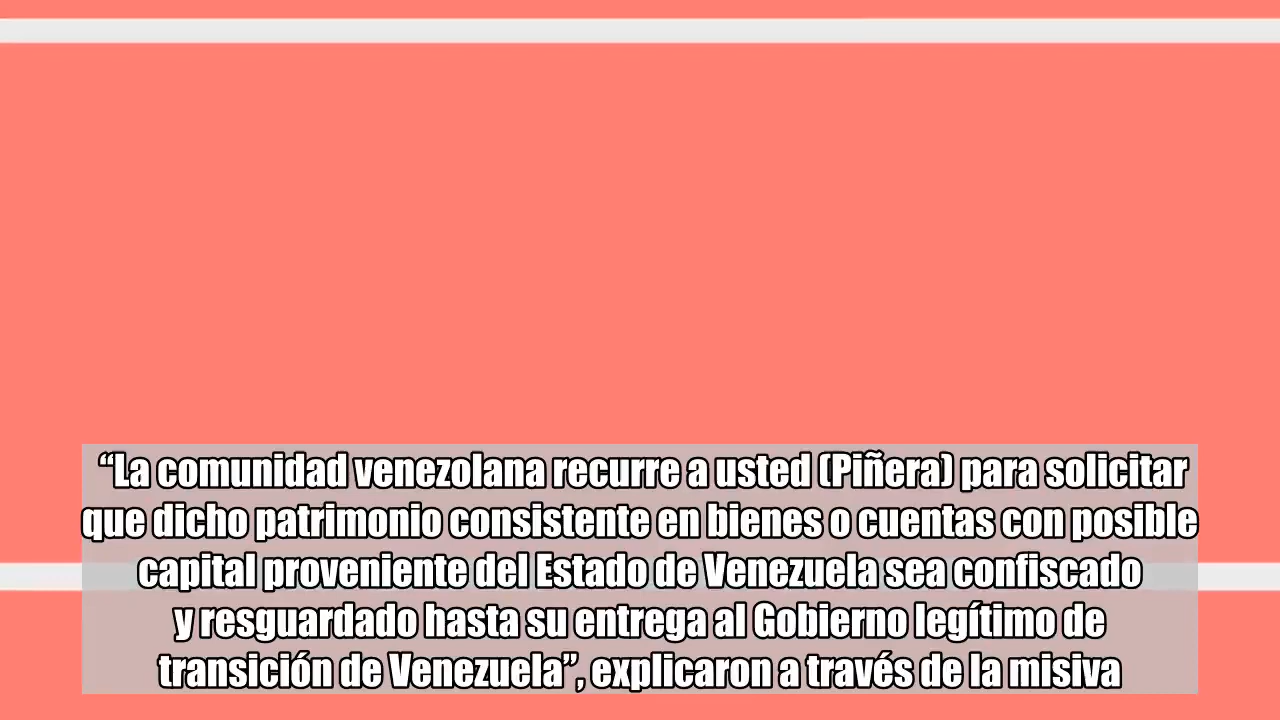 “La comunidad venezolana recurre a usted (Piñera) para solicitar
que dicho patrimonio consistente en bienes o cuentas con posible
capital proveniente del Estado de Venezuela sea confiscado
y resguardado hasta su entrega al Gobierno legítimo de
transición de Venezuela”, explicaron a través de la misiva